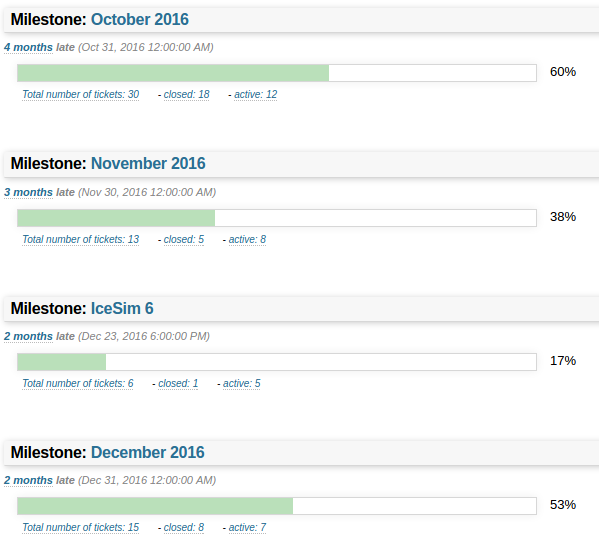 Milestone: October 2016
4 months late (Oct 31, 2016 12:00:00 AM)
60%
Total number of tickets: 30 - closed: 18 - active: 12
Milestone: November 2016
3 months late (Nov 30, 2016 12:00:00 AM)
38%
Total number of tickets: 13 - closed: 5 - active: 8
Milestone: IceSim 6
2 months late (Dec 23, 2016 6:00:00 PM)
17%
Total number of tickets: 6 - closed: 1 - active: 5
Milestone: December 2016
2 months late (Dec 31, 2016 12:00:00 AM)
53%
Total number of tickets: 15 - closed: 8 - active: 7